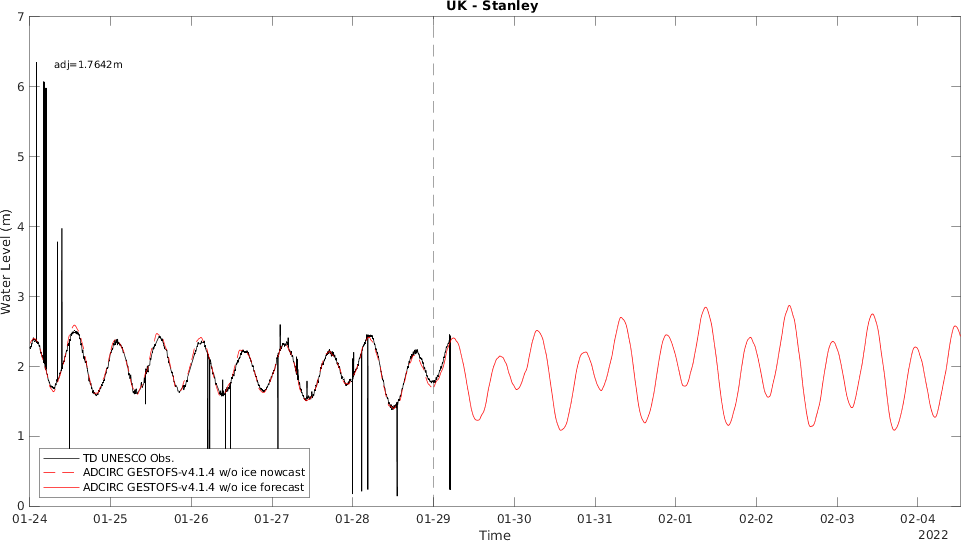 UK - Stanley
7
adj=1.7642m
6
5
4
3
2
1
0
Water Level (m)
TD UNESCO Obs.
ADCIRC GESTOFS-v4.1.4 w/o ice nowcast
ADCIRC GESTOFS-v4.1.4 w/o ice forecast
01-24 01-25 01-26 01-27 01-28 01-29 01-30 01-31 02-01 02-02 02-03 02-04
Time
2022